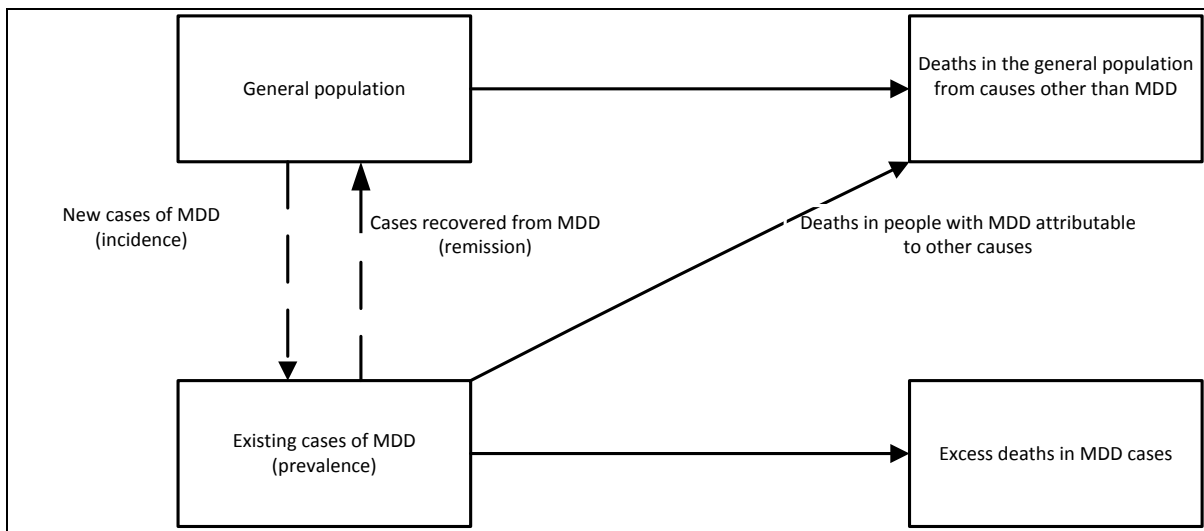 General population
Deaths in the general population
from causes other than MDD
New cases of MDD
(incidence)
Cases recovered from MDD
(remission)
Deaths in people with MDD attributable
to other causes
Existing cases of MDD
(prevalence)
Excess deaths in MDD cases